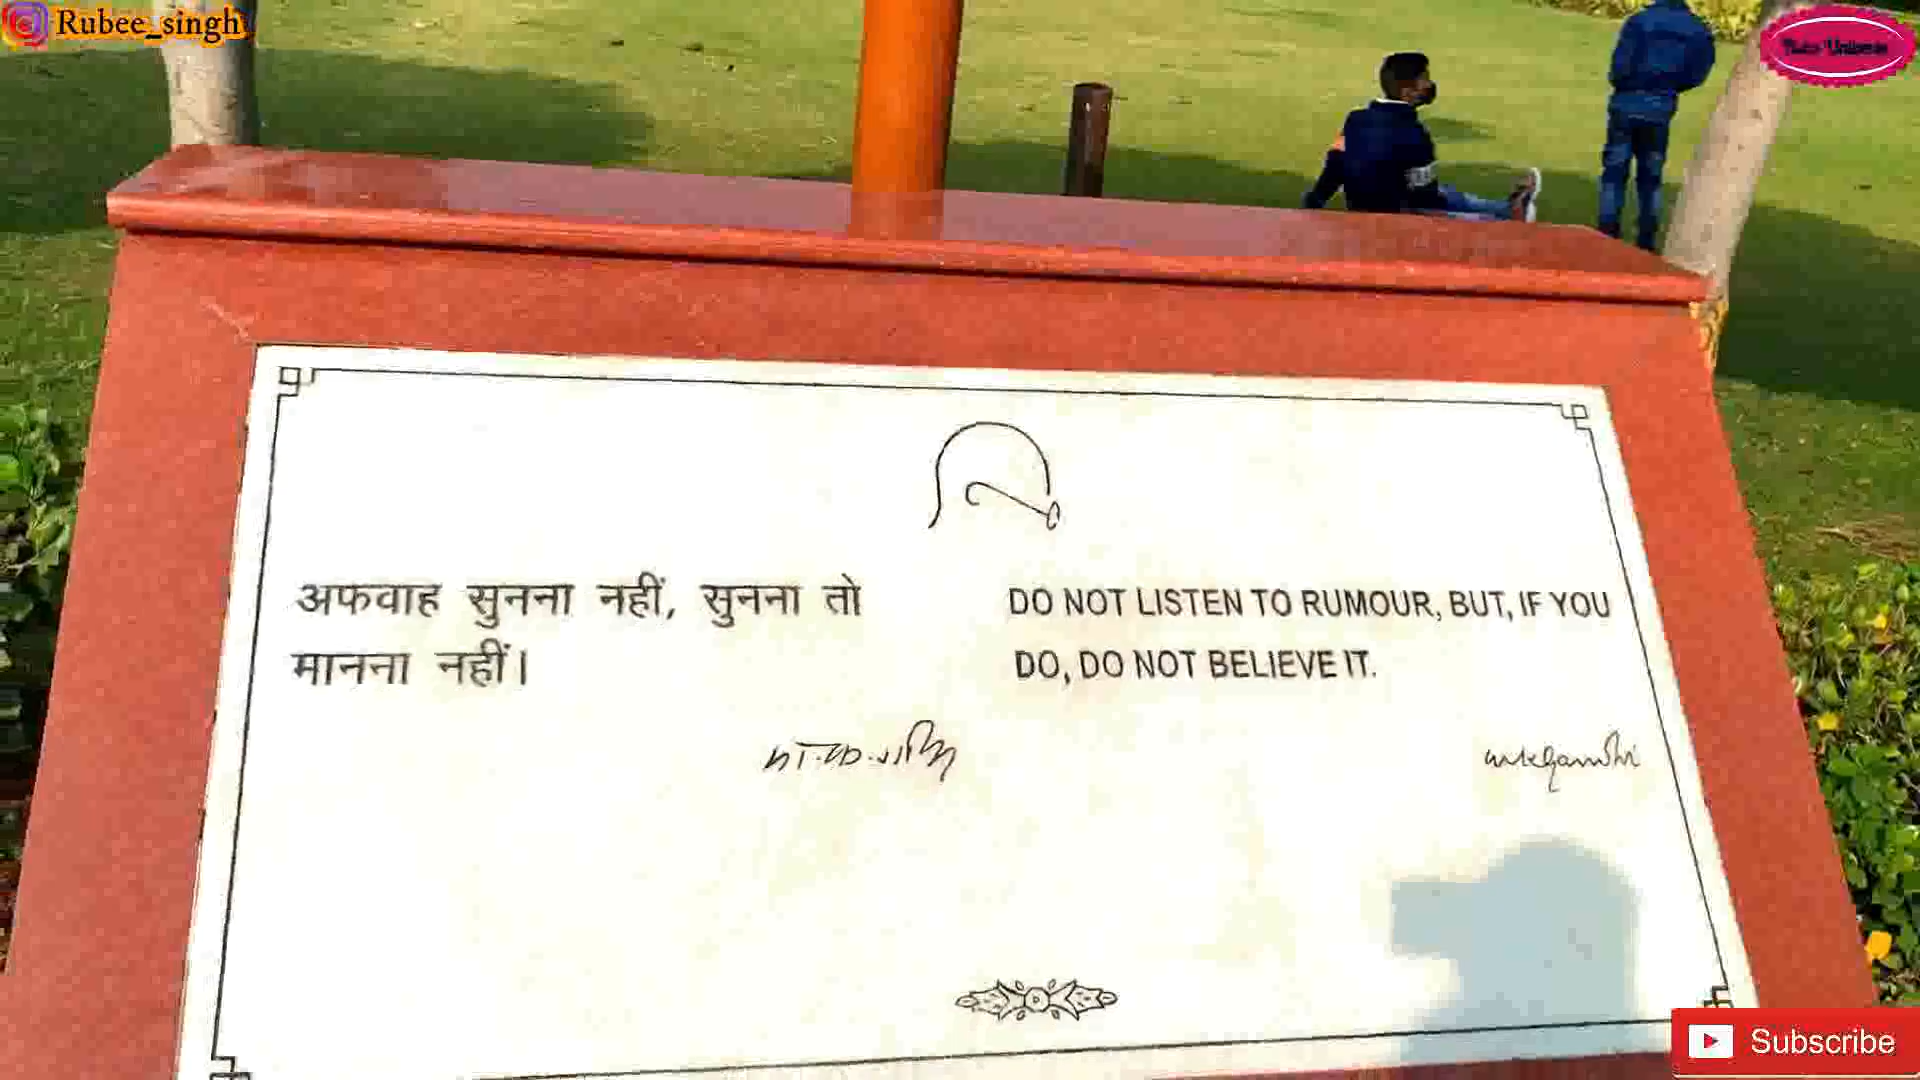 Rubee_singh
अफवाह सुनना नहीं, सुनना तो
मानना नहीं।
DO NOT LISTEN TO RUMOUR, BUT, IF YOU
DO, DO NOT BELIEVE IT.
mkgandhi
Subscribe